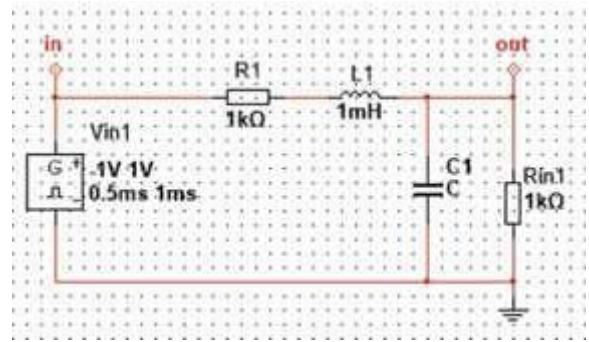 in
out
R1
1kΩ
L1
1mH
Vin1
G
-1V 1V
0.5ms 1ms
C1
C
Rin1
1kΩ